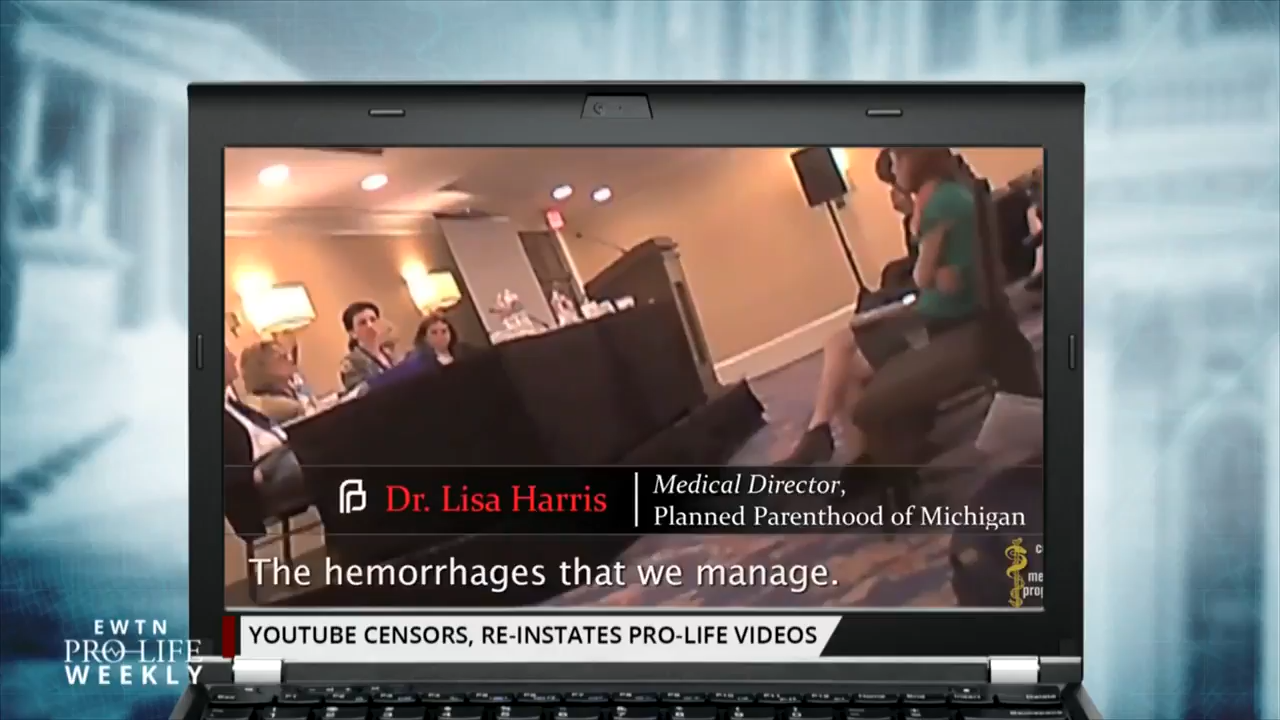 Dr. Lisa Harris
Medical Director,
Planned Parenthood of Michigan
The hemorrhages that we manage.
YOUTUBE CENSORS, RE-INSTATES PRO-LIFE VIDEOS
EWTN
PRO-LIFE
WEEKLY